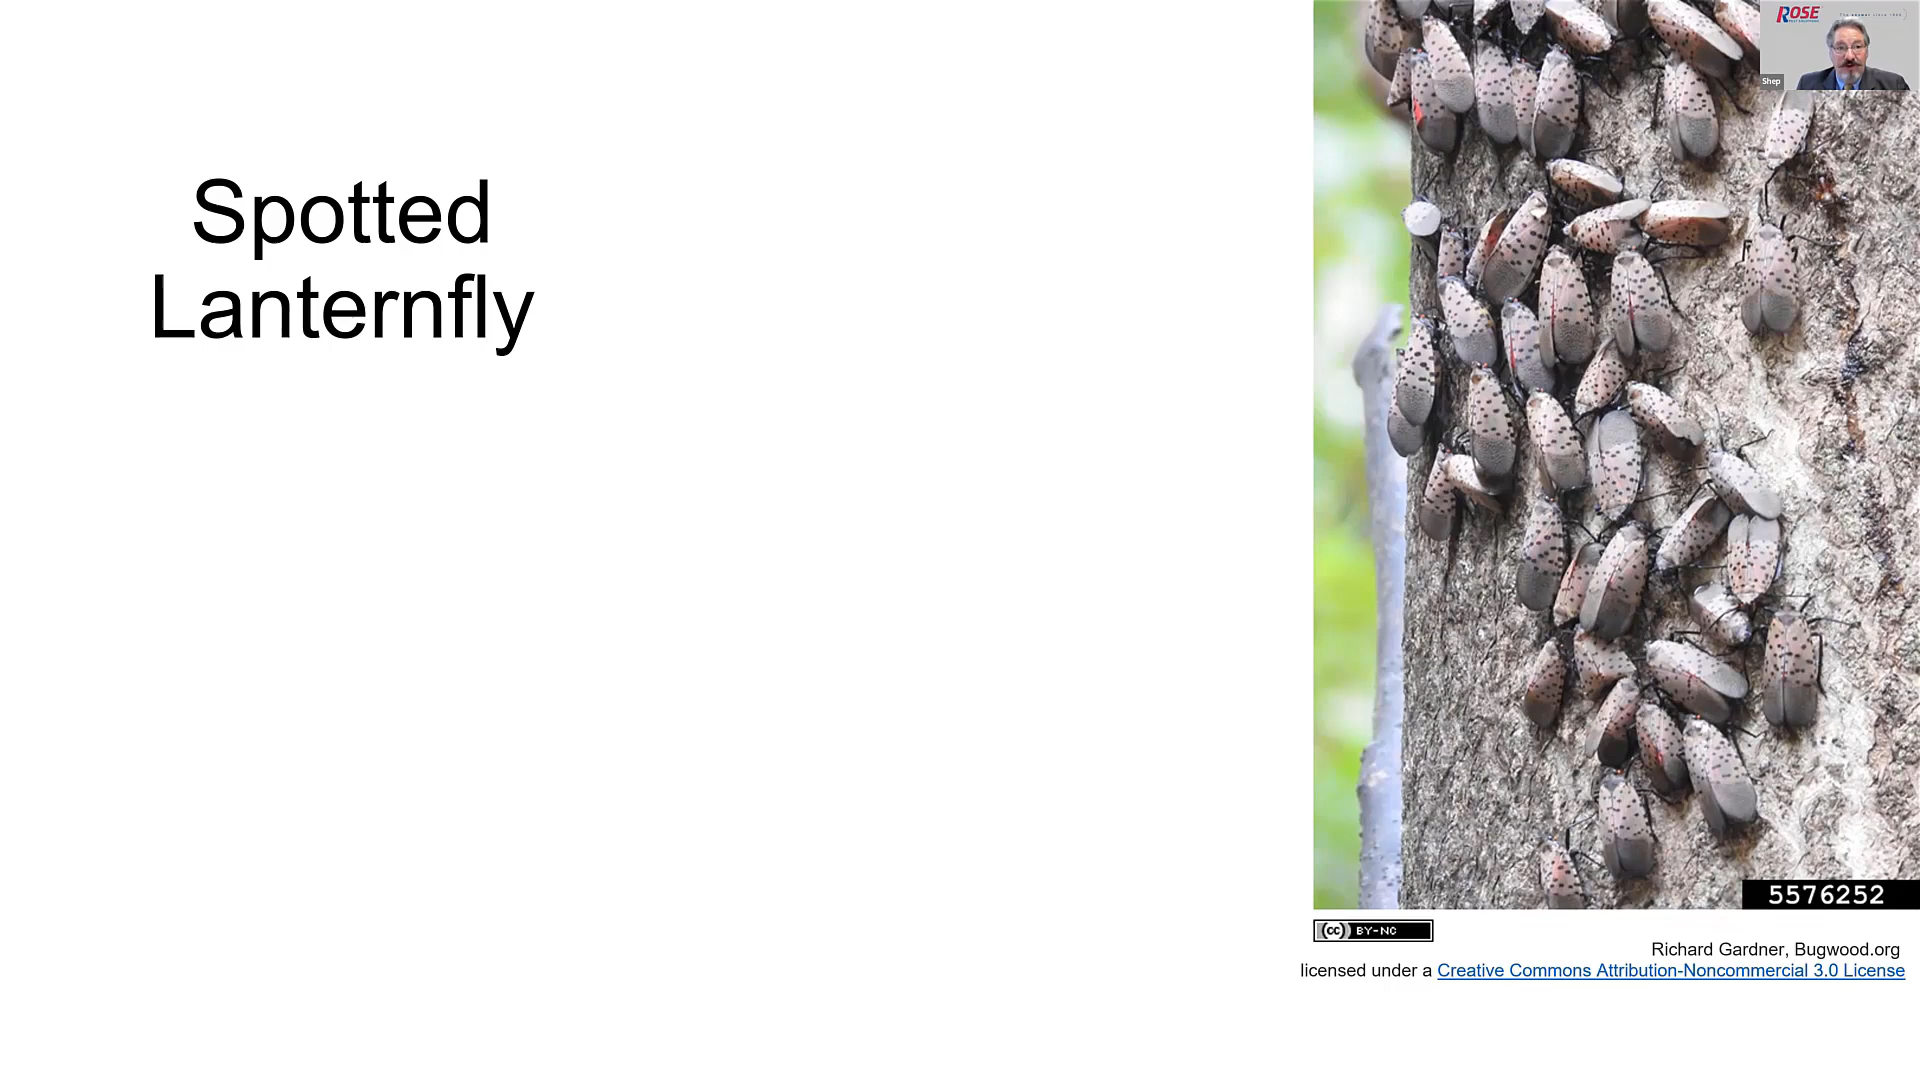 Spotted
Lanternfly
ROSE
Shep
5576252
(cc) BY-NC
Richard Gardner, Bugwood.org
licensed under a Creative Commons Attribution-Noncommercial 3.0 License